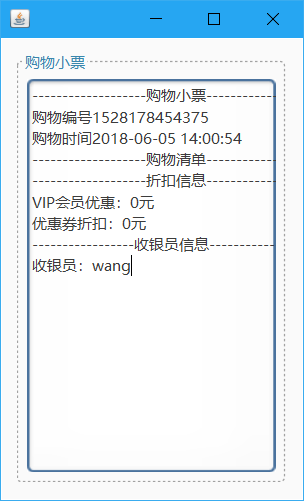 购物小票
--------------------购物小票----------------
购物编号1528178454375
购物时间2018-06-05 14:00:54
--------------------购物清单----------------
--------------------折扣信息----------------
VIP会员优惠：0元
优惠券折扣：0元
------------------收银员信息---------------
收银员：wang